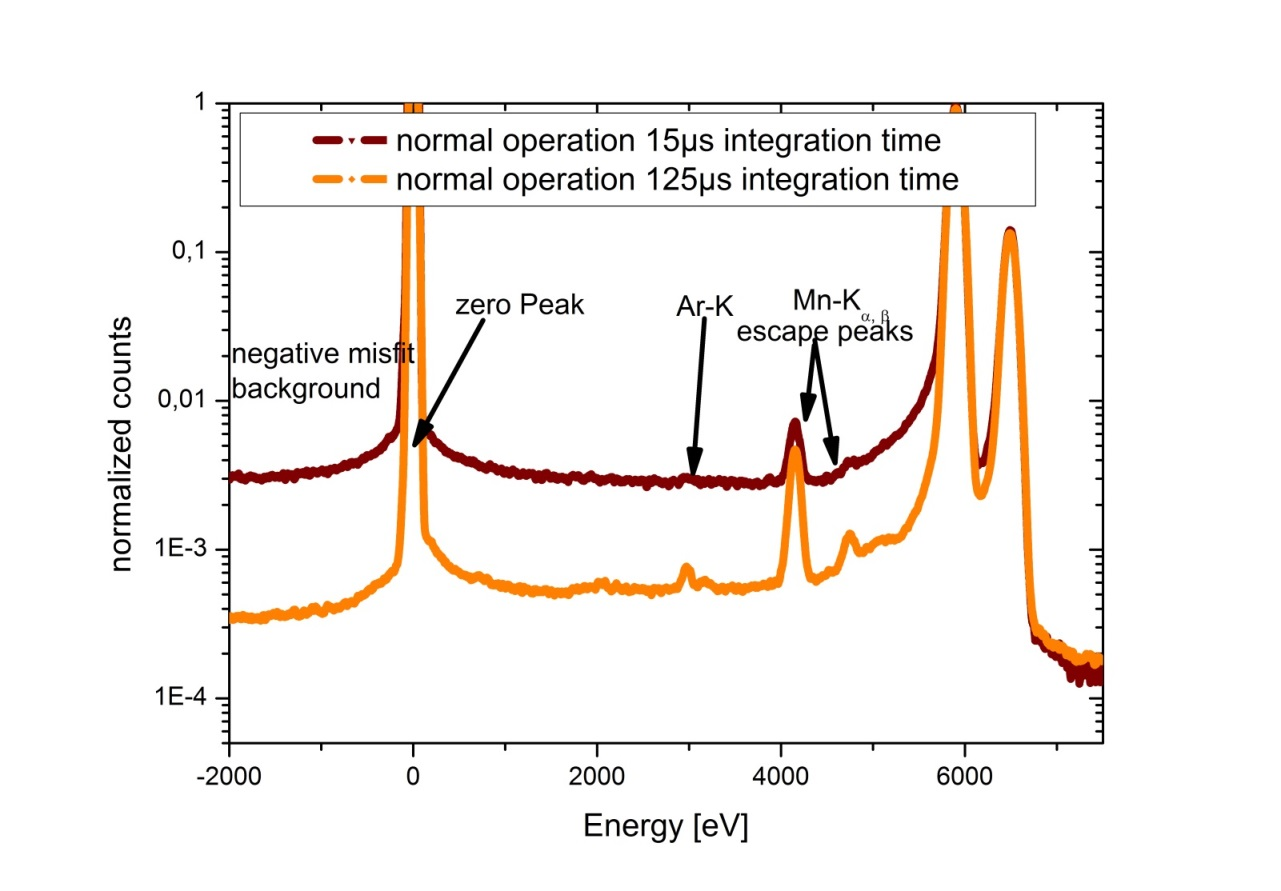 1
normal operation 15µs integration time
normal operation 125µs integration time
0,1
zero Peak
Ar-K
Mn-Kα, β
escape peaks
negative misfit
background
0,01
1E-3
1E-4
normalized counts
-2000
0
2000
4000
6000
Energy [eV]